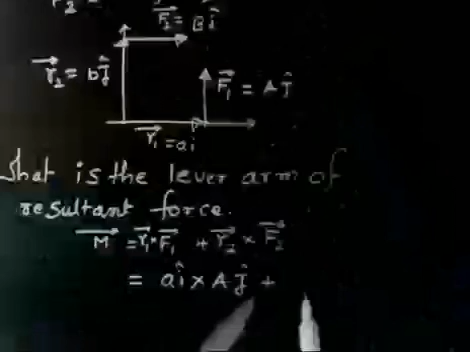 F₂ = B î
r₂ = b ĵ
F₁ = A ĵ
r₁ = a i
What is the lever arm of
resultant force.
M = r₁ × F₁ + r₂ × F₂
= a î × A ĵ +